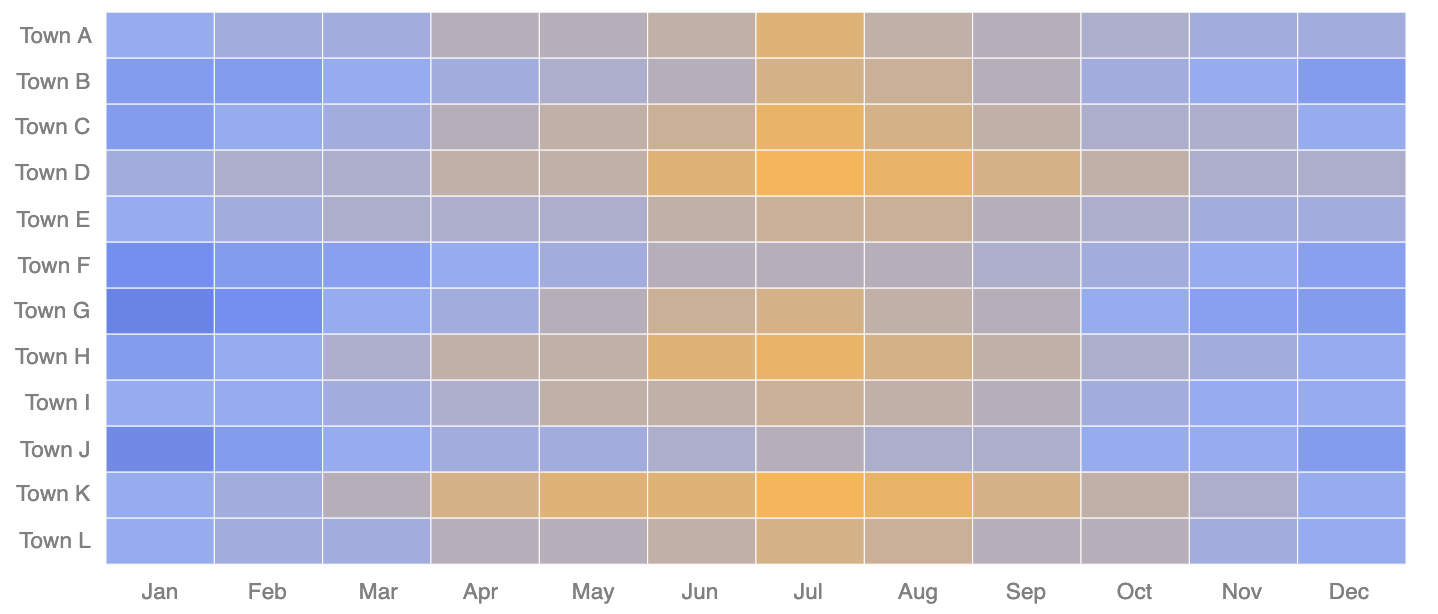 Town A
Town B
Town C
Town D
Town E
Town F
Town G
Town H
Town I
Town J
Town K
Town L
Jan Feb Mar Apr May Jun Jul Aug Sep Oct Nov Dec